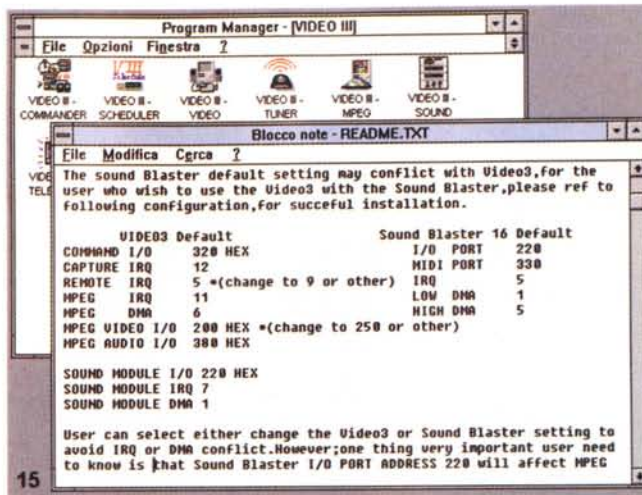 Program Manager - [VIDEO III]
File Opzioni Finestra ?
VIDEO III - COMMANDER
VIDEO III - SCHEDULER
VIDEO III - VIDEO
VIDEO III - TUNER
VIDEO III - MPEG
VIDEO III - SOUND
Blocco note - README.TXT
File Modifica Cerca ?
The sound Blaster default setting may conflict with Video3,for the
user who wish to use the Video3 with the Sound Blaster,please ref to
following configuration,for succeful installation.
VIDEO3 Default Sound Blaster 16 Default
COMMAND I/O 320 HEX I/O PORT 220
CAPTURE IRQ 12 MIDI PORT 330
REMOTE IRQ 5 *(change to 9 or other) IRQ 5
MPEG IRQ 11 LOW DMA 1
MPEG DMA 6 HIGH DMA 5
MPEG VIDEO I/O 200 HEX *(change to 250 or other)
MPEG AUDIO I/O 380 HEX
SOUND MODULE I/O 220 HEX
SOUND MODULE IRQ 7
SOUND MODULE DMA 1
User can select either change the Video3 or Sound Blaster setting to
avoid IRQ or DMA conflict.However;one thing very important user need
to know is that Sound Blaster I/O PORT ADDRESS 220 will affect MPEG
15